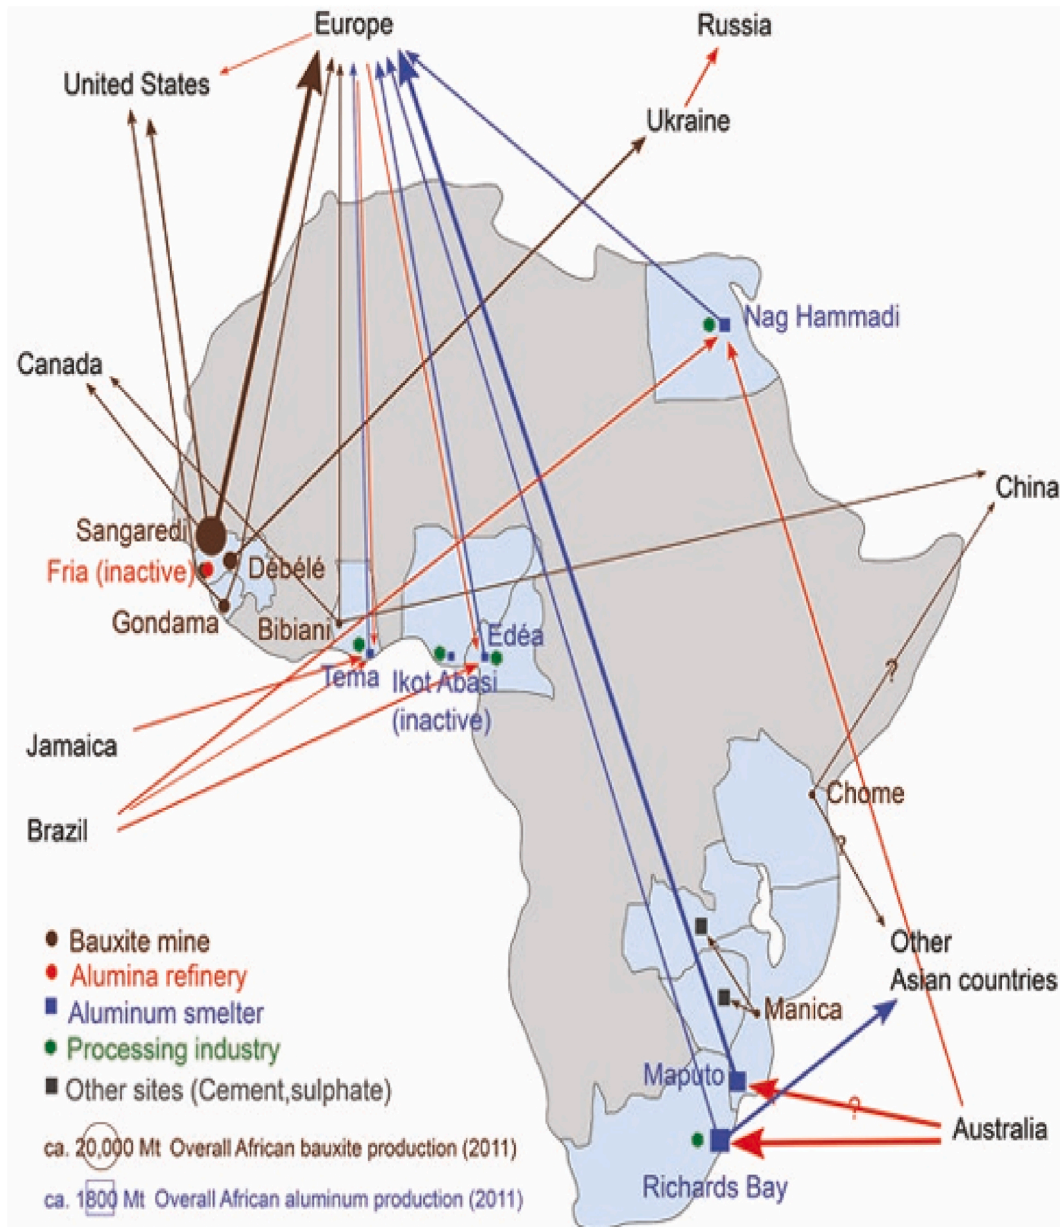 Europe
Russia
United States
Ukraine
Nag Hammadi
Canada
China
Sangaredi
Fria (inactive)
Débélé
Gondama
Bibiani
Edéa
Tema
Ikot Abasi
(inactive)
Jamaica
?
Chome
Brazil
?
Other
Asian countries
Bauxite mine
Alumina refinery
Aluminum smelter
Processing industry
Other sites (Cement,sulphate)
Manica
Maputo
?
Australia
Richards Bay
ca. 20,000 Mt Overall African bauxite production (2011)
ca. 1800 Mt Overall African aluminum production (2011)